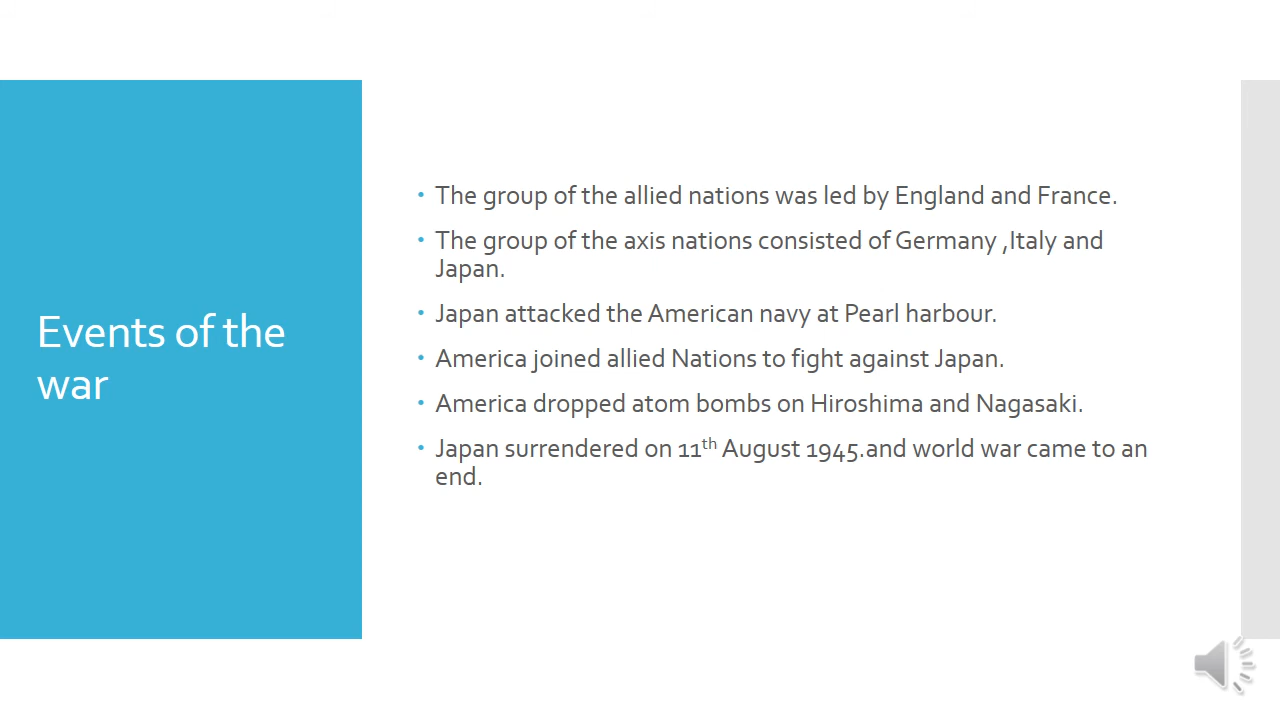 Events of the
war
• The group of the allied nations was led by England and France.
• The group of the axis nations consisted of Germany ,Italy and
Japan.
• Japan attacked the American navy at Pearl harbour.
• America joined allied Nations to fight against Japan.
• America dropped atom bombs on Hiroshima and Nagasaki.
• Japan surrendered on 11th August 1945.and world war came to an
end.